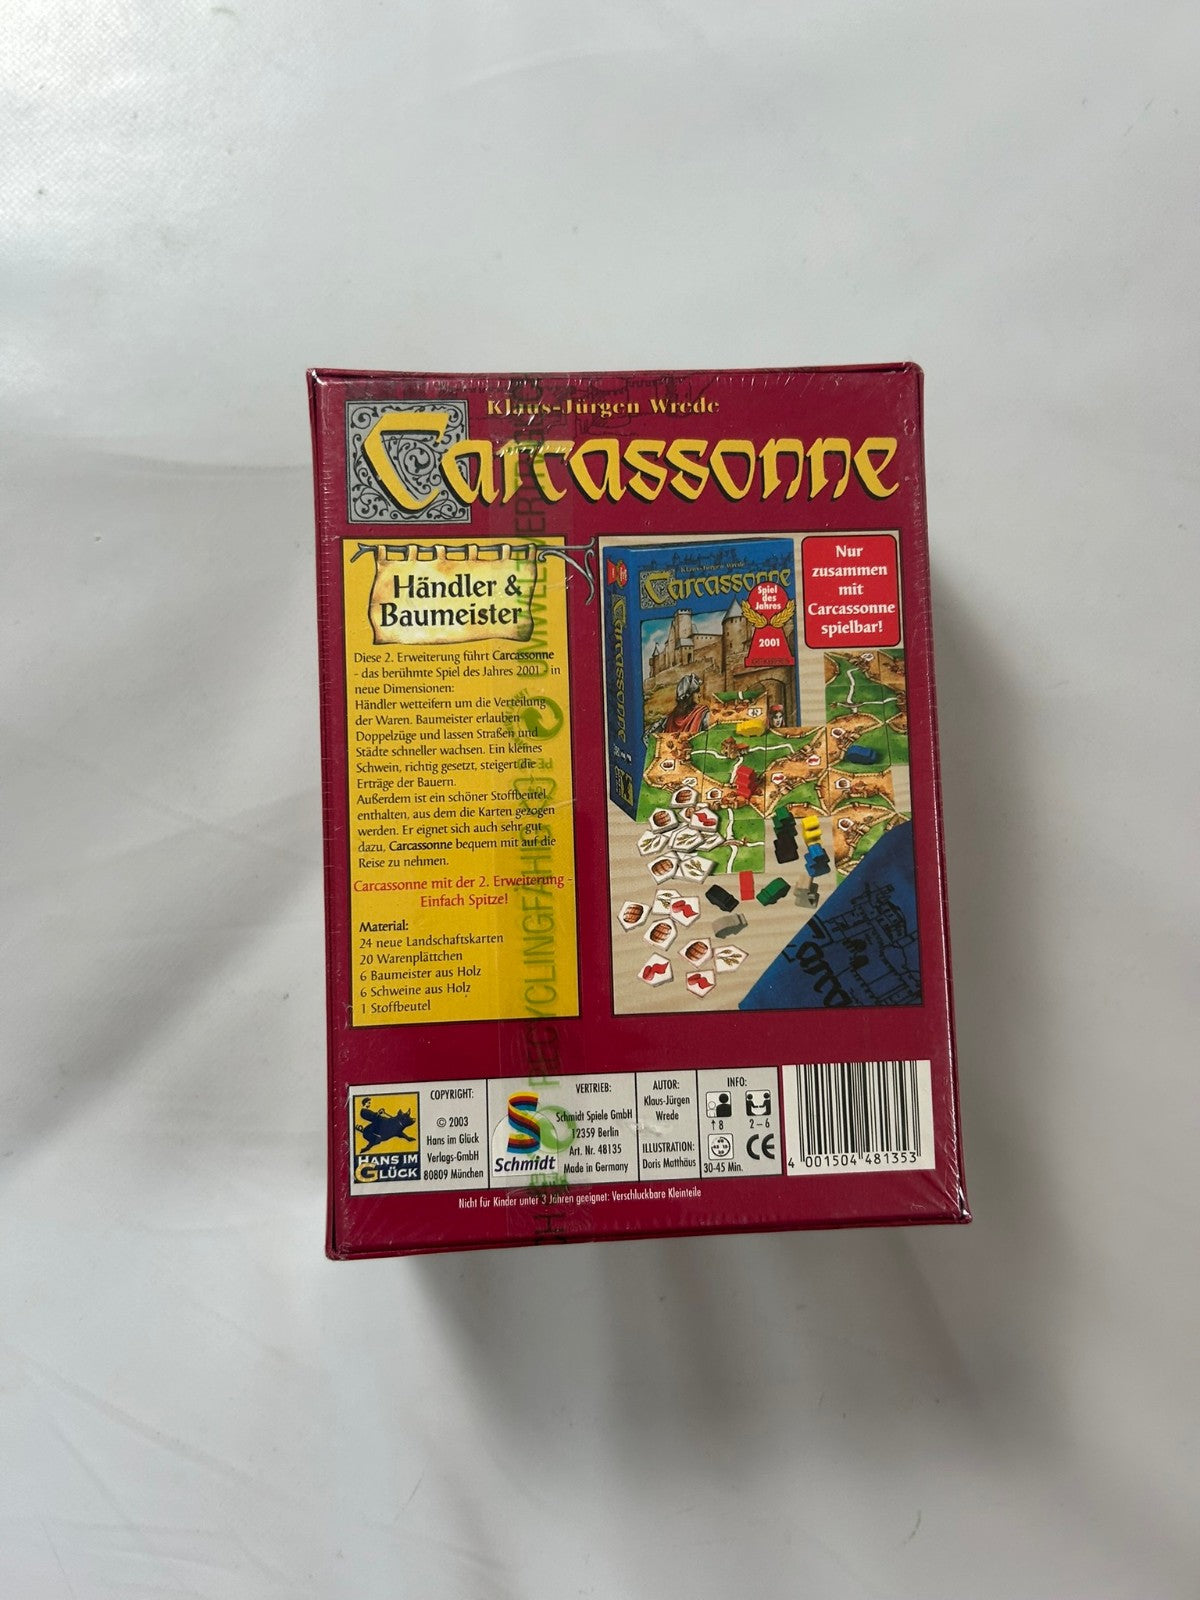 Klaus-Jürgen Wrede
Carcassonne
Händler &
Baumeister
Diese 2. Erweiterung führt Carcassonne
- das berühmte Spiel des Jahres 2001 - in
neue Dimensionen:
Händler wetteifern um die Verteilung
der Waren. Baumeister erlauben
Doppelzüge und lassen Straßen und
Städte schneller wachsen. Ein kleines
Schwein, richtig gesetzt, steigert die
Erträge der Bauern.
Außerdem ist ein schöner Stoffbeutel
enthalten, aus dem die Karten gezogen
werden. Er eignet sich auch sehr gut
dazu, Carcassonne bequem mit auf die
Reise zu nehmen.
Carcassonne mit der 2. Erweiterung -
Einfach Spitze!
Material:
24 neue Landschaftskarten
20 Warenplättchen
6 Baumeister aus Holz
6 Schweine aus Holz
1 Stoffbeutel
Klaus-Jürgen Wrede
Carcassonne
Spiel
des
Jahres
2001
Carcassonne
Nur
zusammen
mit
Carcassonne
spielbar!
RECYCLINGFÄHIG
HANS IM
GLÜCK
COPYRIGHT:
© 2003
Hans im Glück
Verlags-GmbH
80809 München
Schmidt
VERTRIEB:
Schmidt Spiele GmbH
12359 Berlin
Art. Nr. 48135
Made in Germany
AUTOR:
Klaus-Jürgen
Wrede
ILLUSTRATION:
Doris Matthäus
INFO:
↑ 8
2 – 6
30-45 Min.
CE
4 001504 481353
Nicht für Kinder unter 3 Jahren geeignet: Verschluckbare Kleinteile